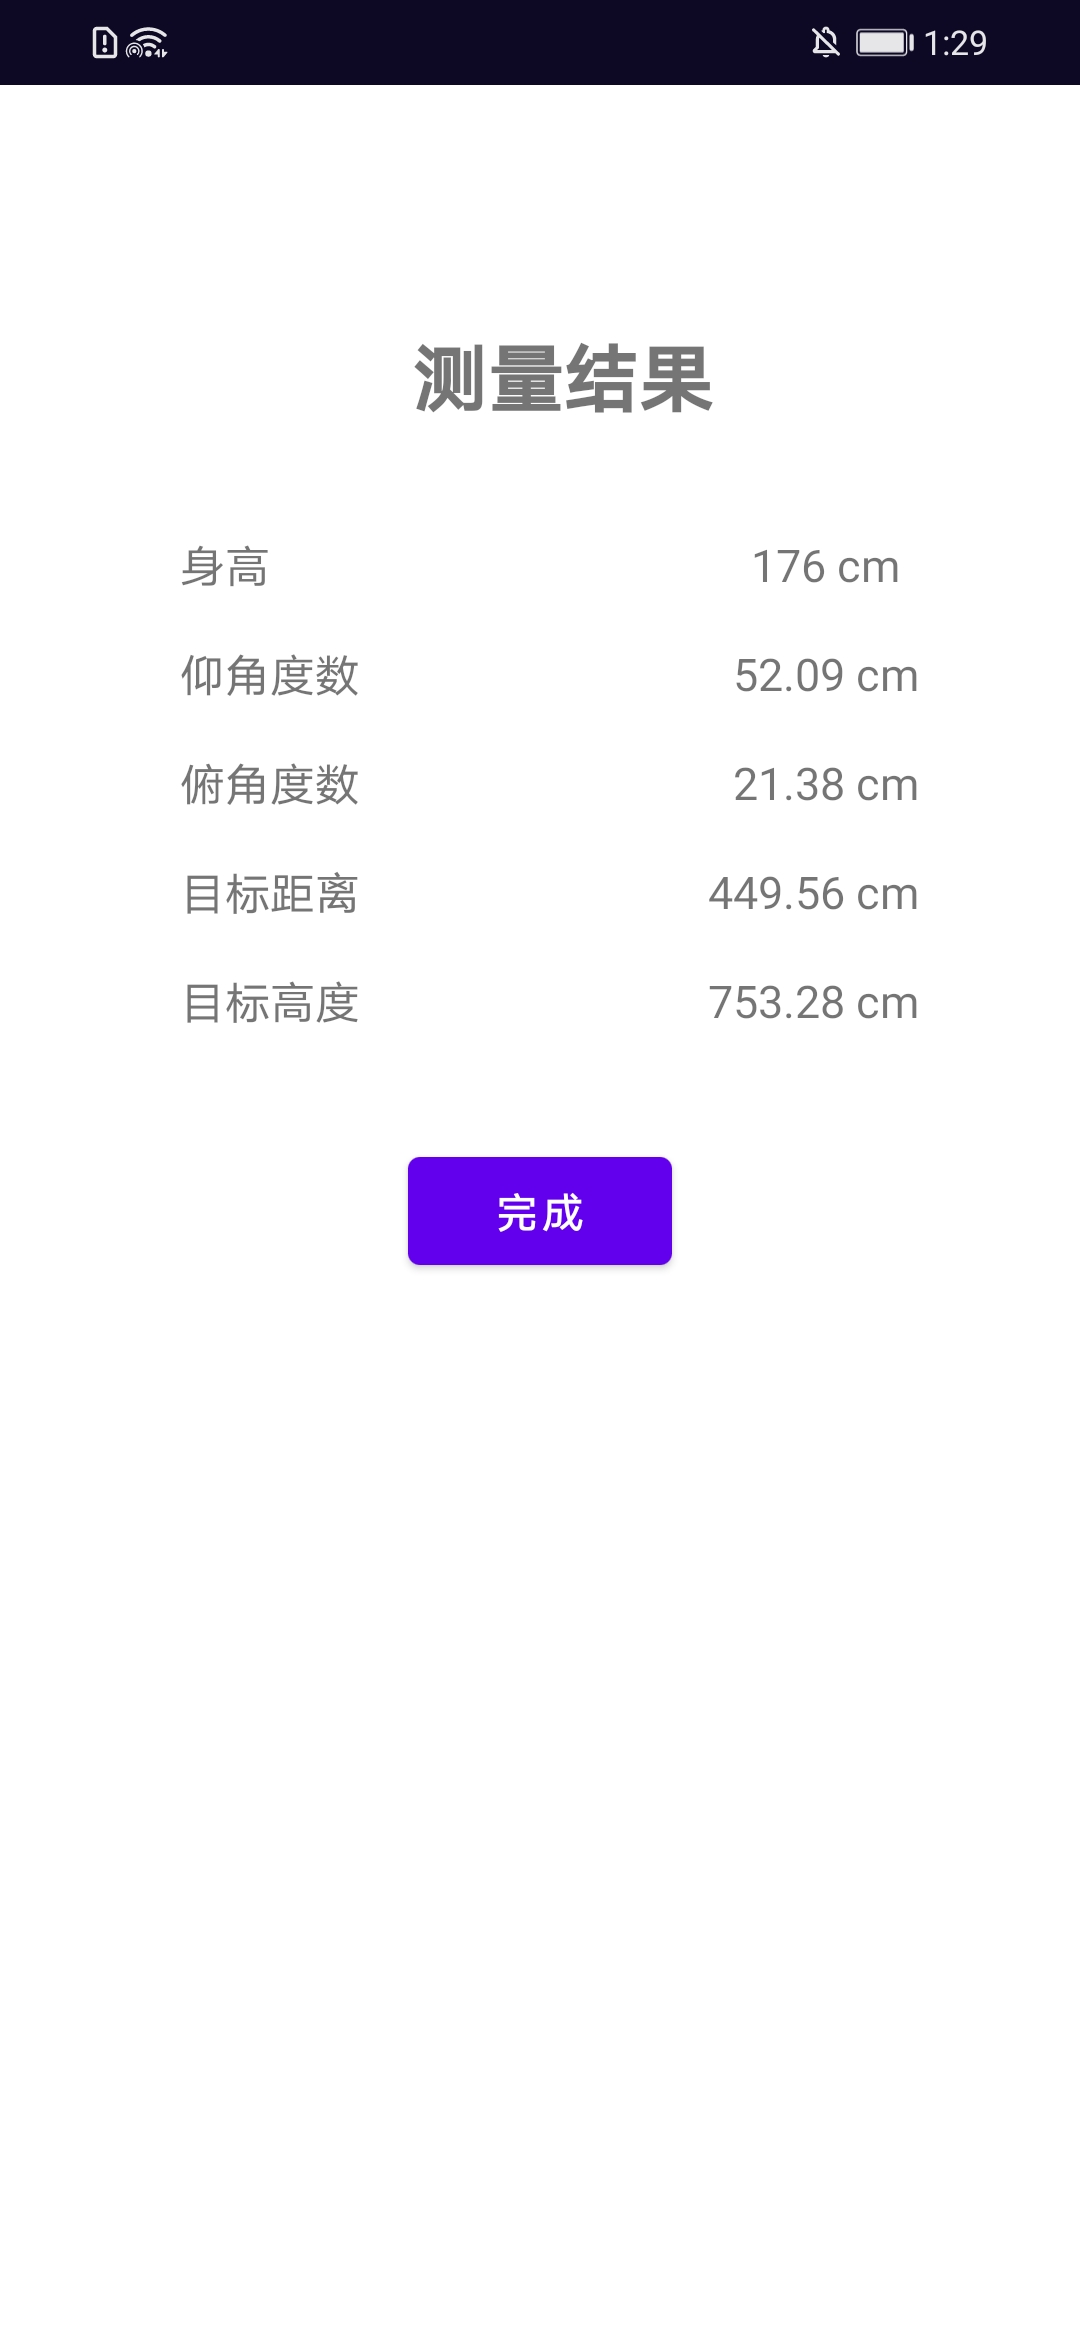 1:29
测量结果
身高 176 cm
仰角度数 52.09 cm
俯角度数 21.38 cm
目标距离 449.56 cm
目标高度 753.28 cm
完成